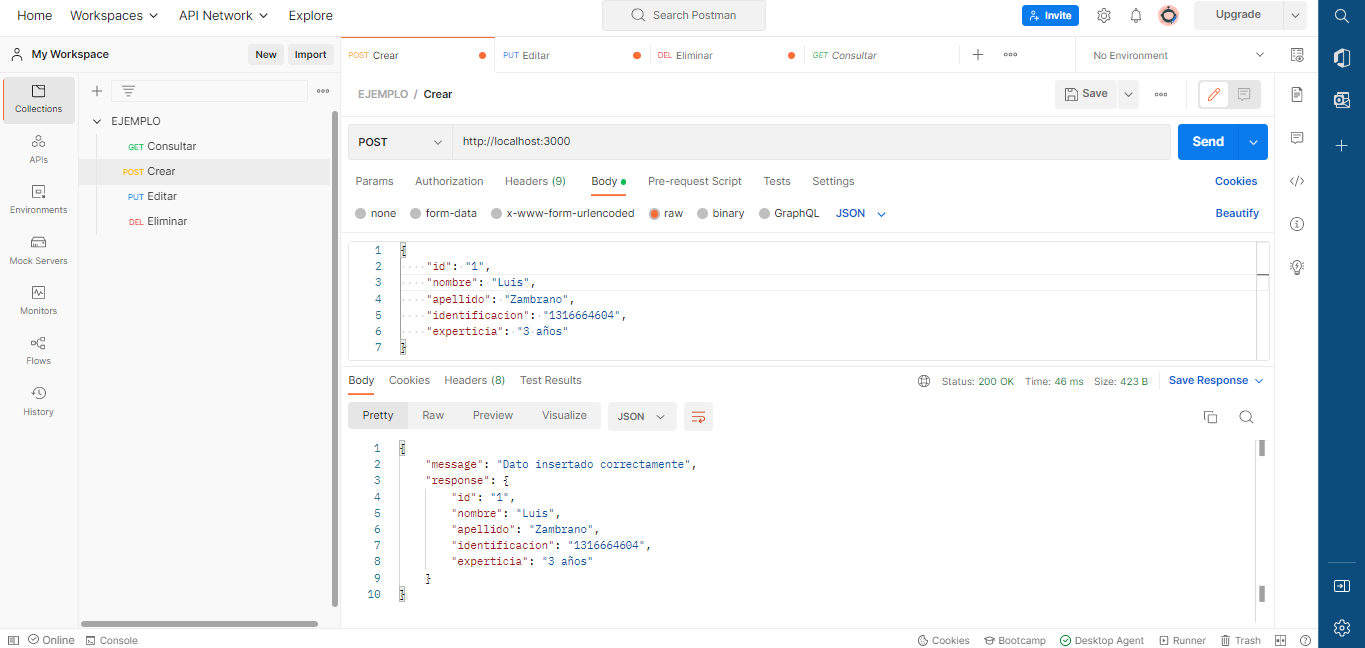 Home Workspaces API Network Explore Search Postman Invite Upgrade
My Workspace New Import
POST Crear PUT Editar DEL Eliminar GET Consultar No Environment
Collections
APIs
Environments
Mock Servers
Monitors
Flows
History
EJEMPLO
GET Consultar
POST Crear
PUT Editar
DEL Eliminar
EJEMPLO / Crear Save
POST http://localhost:3000 Send
Params Authorization Headers (9) Body Pre-request Script Tests Settings Cookies
none form-data x-www-form-urlencoded raw binary GraphQL JSON Beautify
1 {
2 "id": "1",
3 "nombre": "Luis",
4 "apellido": "Zambrano",
5 "identificacion": "1316664604",
6 "experticia": "3 años"
7 }
Body Cookies Headers (8) Test Results Status: 200 OK Time: 46 ms Size: 423 B Save Response
Pretty Raw Preview Visualize JSON
1 {
2 "message": "Dato insertado correctamente",
3 "response": {
4 "id": "1",
5 "nombre": "Luis",
6 "apellido": "Zambrano",
7 "identificacion": "1316664604",
8 "experticia": "3 años"
9 }
10 }
Online Console Cookies Bootcamp Desktop Agent Runner Trash